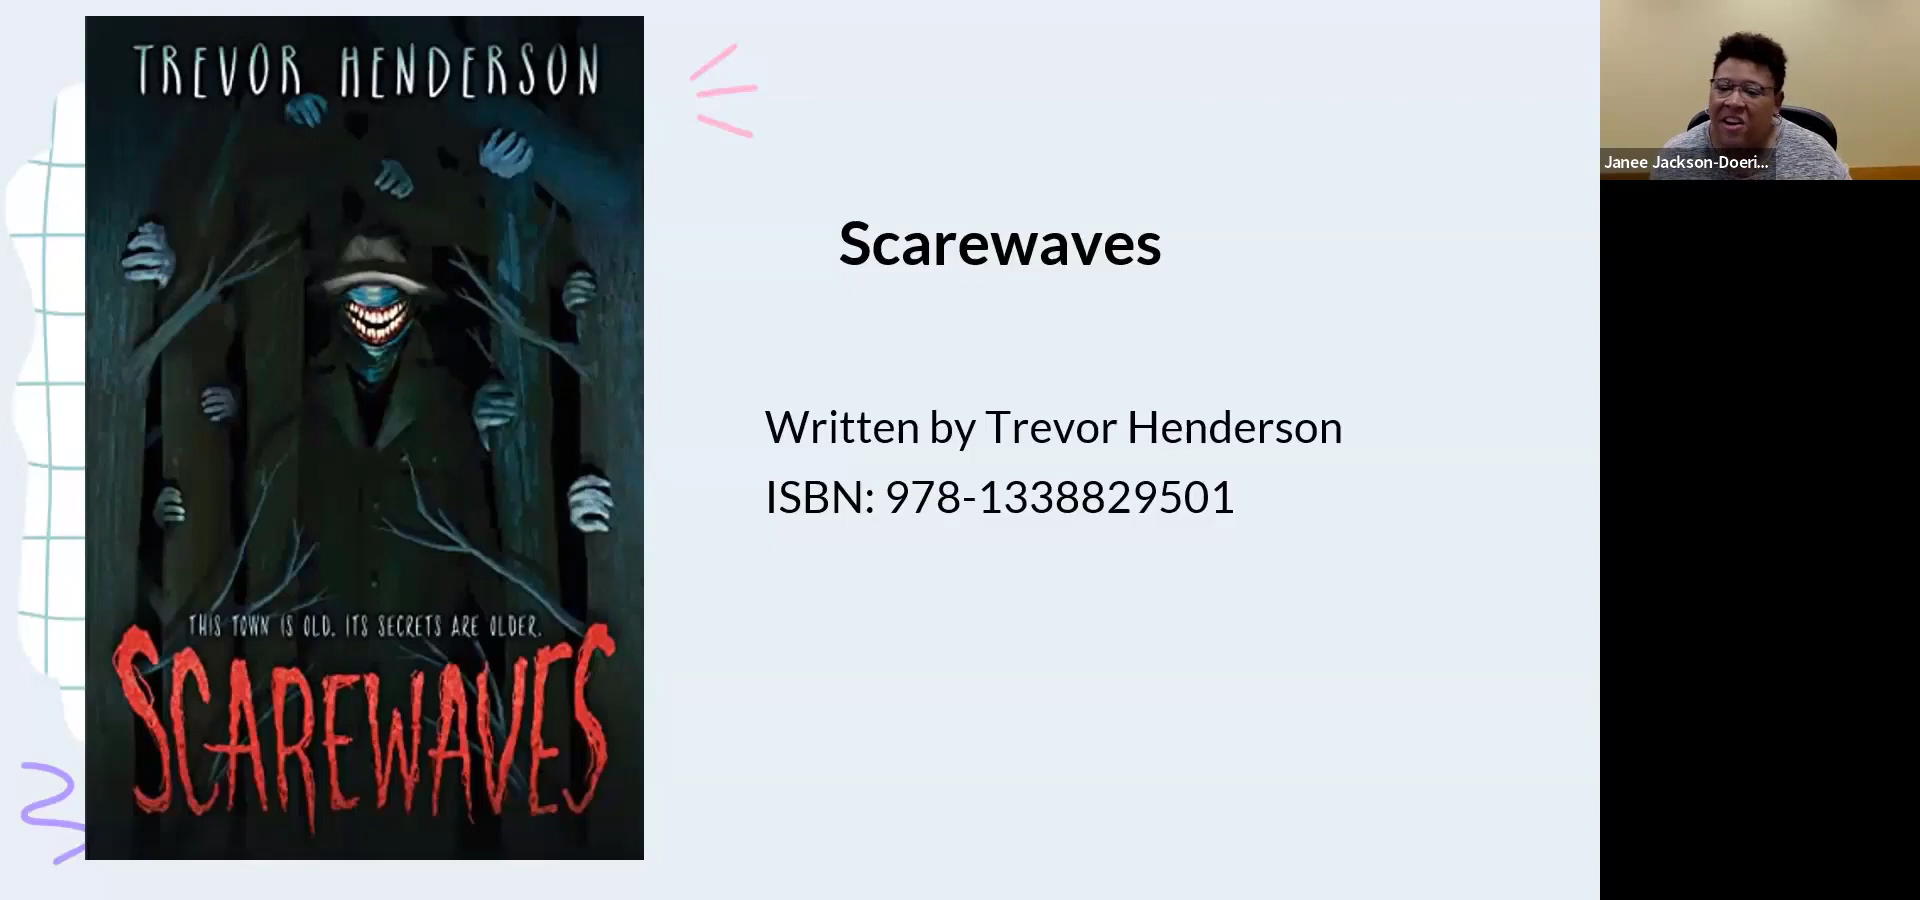 TREVOR HENDERSON
THIS TOWN IS OLD. ITS SECRETS ARE OLDER.
SCAREWAVES
Scarewaves
Written by Trevor Henderson
ISBN: 978-1338829501
Janee Jackson-Doeri...